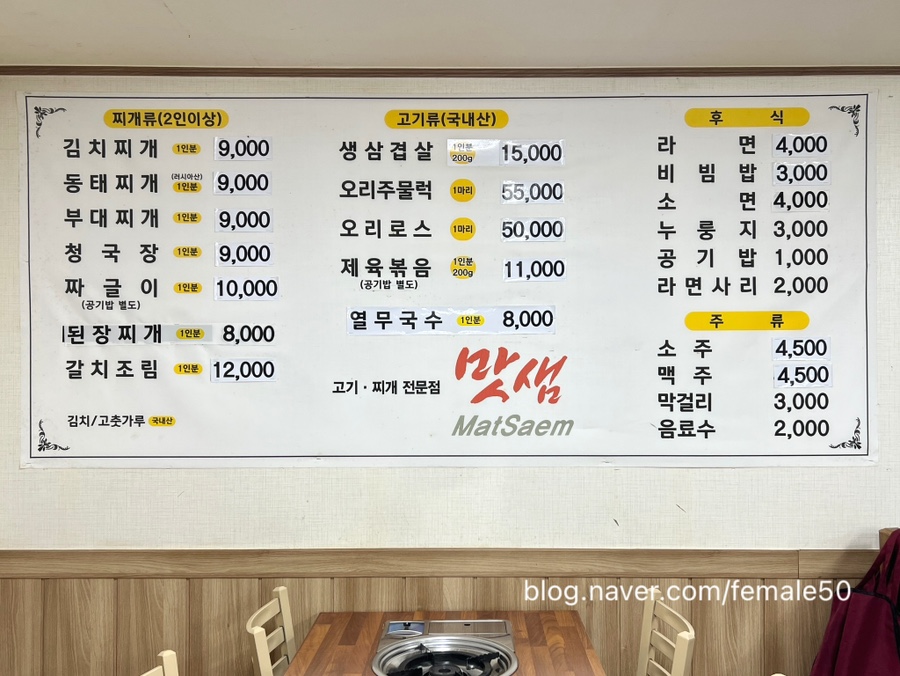 찌개류(2인이상)
김치찌개 1인분 9,000
동태찌개 (러시아산) 1인분 9,000
부대찌개 1인분 9,000
청국장 1인분 9,000
짜글이 1인분 10,000
(공기밥 별도)
된장찌개 1인분 8,000
갈치조림 1인분 12,000
김치/고춧가루 국내산
고기류(국내산)
생삼겹살 1인분 200g 15,000
오리주물럭 1마리 55,000
오리로스 1마리 50,000
제육볶음 1인분 200g 11,000
(공기밥 별도)
열무국수 1인분 8,000
고기·찌개 전문점 맛샘
MatSaem
후식
라면 4,000
비빔밥 3,000
소면 4,000
누룽지 3,000
공기밥 1,000
라면사리 2,000
주류
소주 4,500
맥주 4,500
막걸리 3,000
음료수 2,000
blog.naver.com/female50